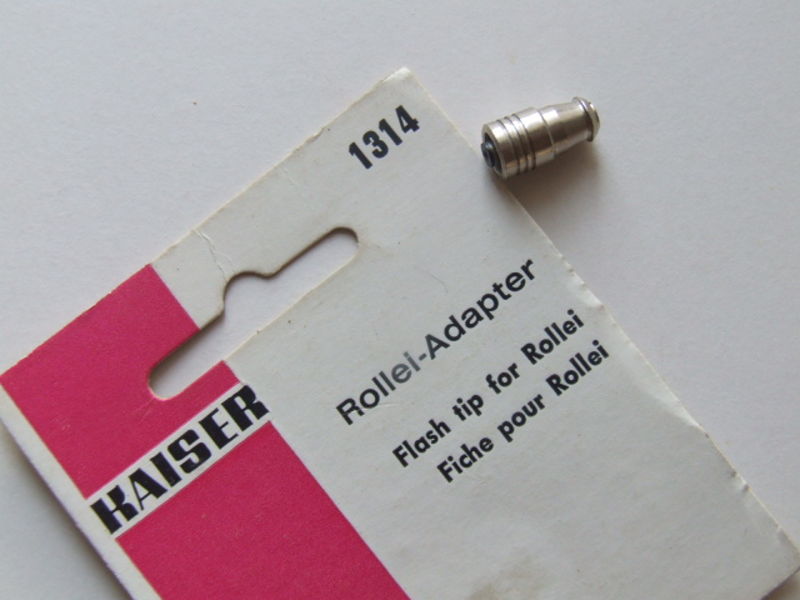 1314
Rollei-Adapter
Flash tip for Rollei
Fiche pour Rollei
KAISER